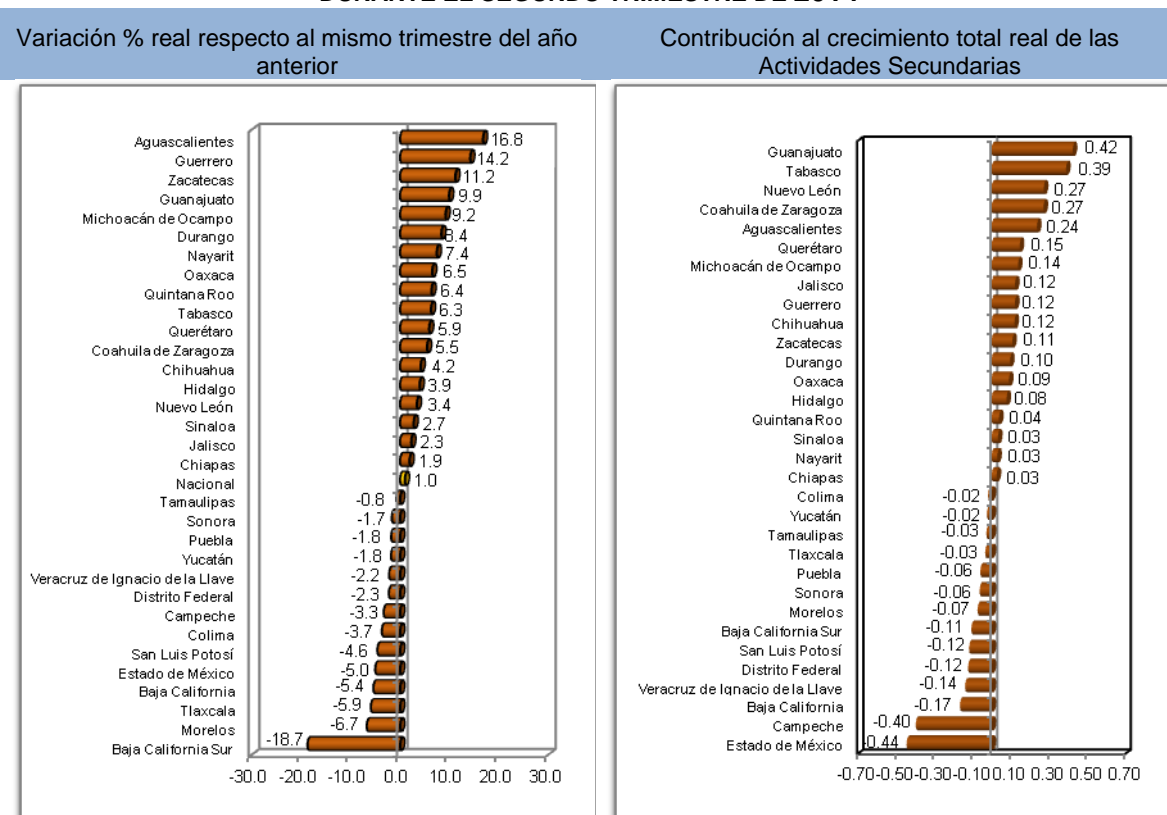 Variación % real respecto al mismo trimestre del año
anterior
Aguascalientes 16.8
Guerrero 14.2
Zacatecas 11.2
Guanajuato 9.9
Michoacán de Ocampo 9.2
Durango 8.4
Nayarit 7.4
Oaxaca 6.5
Quintana Roo 6.4
Tabasco 6.3
Querétaro 5.9
Coahuila de Zaragoza 5.5
Chihuahua 4.2
Hidalgo 3.9
Nuevo León 3.4
Sinaloa 2.7
Jalisco 2.3
Chiapas 1.9
Nacional 1.0
Tamaulipas -0.8
Sonora -1.7
Puebla -1.8
Yucatán -1.8
Veracruz de Ignacio de la Llave -2.2
Distrito Federal -2.3
Campeche -3.3
Colima -3.7
San Luis Potosí -4.6
Estado de México -5.0
Baja California -5.4
Tlaxcala -5.9
Morelos -6.7
Baja California Sur -18.7
-30.0 -20.0 -10.0 0.0 10.0 20.0 30.0
Contribución al crecimiento total real de las
Actividades Secundarias
Guanajuato 0.42
Tabasco 0.39
Nuevo León 0.27
Coahuila de Zaragoza 0.27
Aguascalientes 0.24
Querétaro 0.15
Michoacán de Ocampo 0.14
Jalisco 0.12
Guerrero 0.12
Chihuahua 0.12
Zacatecas 0.11
Durango 0.10
Oaxaca 0.09
Hidalgo 0.08
Quintana Roo 0.04
Sinaloa 0.03
Nayarit 0.03
Chiapas 0.03
Colima -0.02
Yucatán -0.02
Tamaulipas -0.03
Tlaxcala -0.03
Puebla -0.06
Sonora -0.06
Morelos -0.07
Baja California Sur -0.11
San Luis Potosí -0.12
Distrito Federal -0.12
Veracruz de Ignacio de la Llave -0.14
Baja California -0.17
Campeche -0.40
Estado de México -0.44
-0.70 -0.50 -0.30 -0.10 0.10 0.30 0.50 0.70